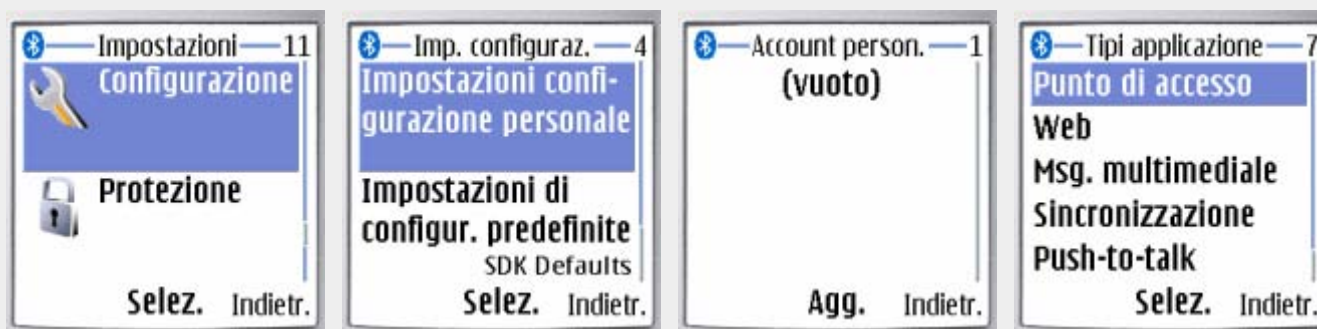 Impostazioni 11
Configurazione
Protezione
Selez. Indietr.
Imp. configuraz. 4
Impostazioni confi-
gurazione personale
Impostazioni di
configur. predefinite
SDK Defaults
Selez. Indietr.
Account person. 1
(vuoto)
Agg. Indietr.
Tipi applicazione 7
Punto di accesso
Web
Msg. multimediale
Sincronizzazione
Push-to-talk
Selez. Indietr.